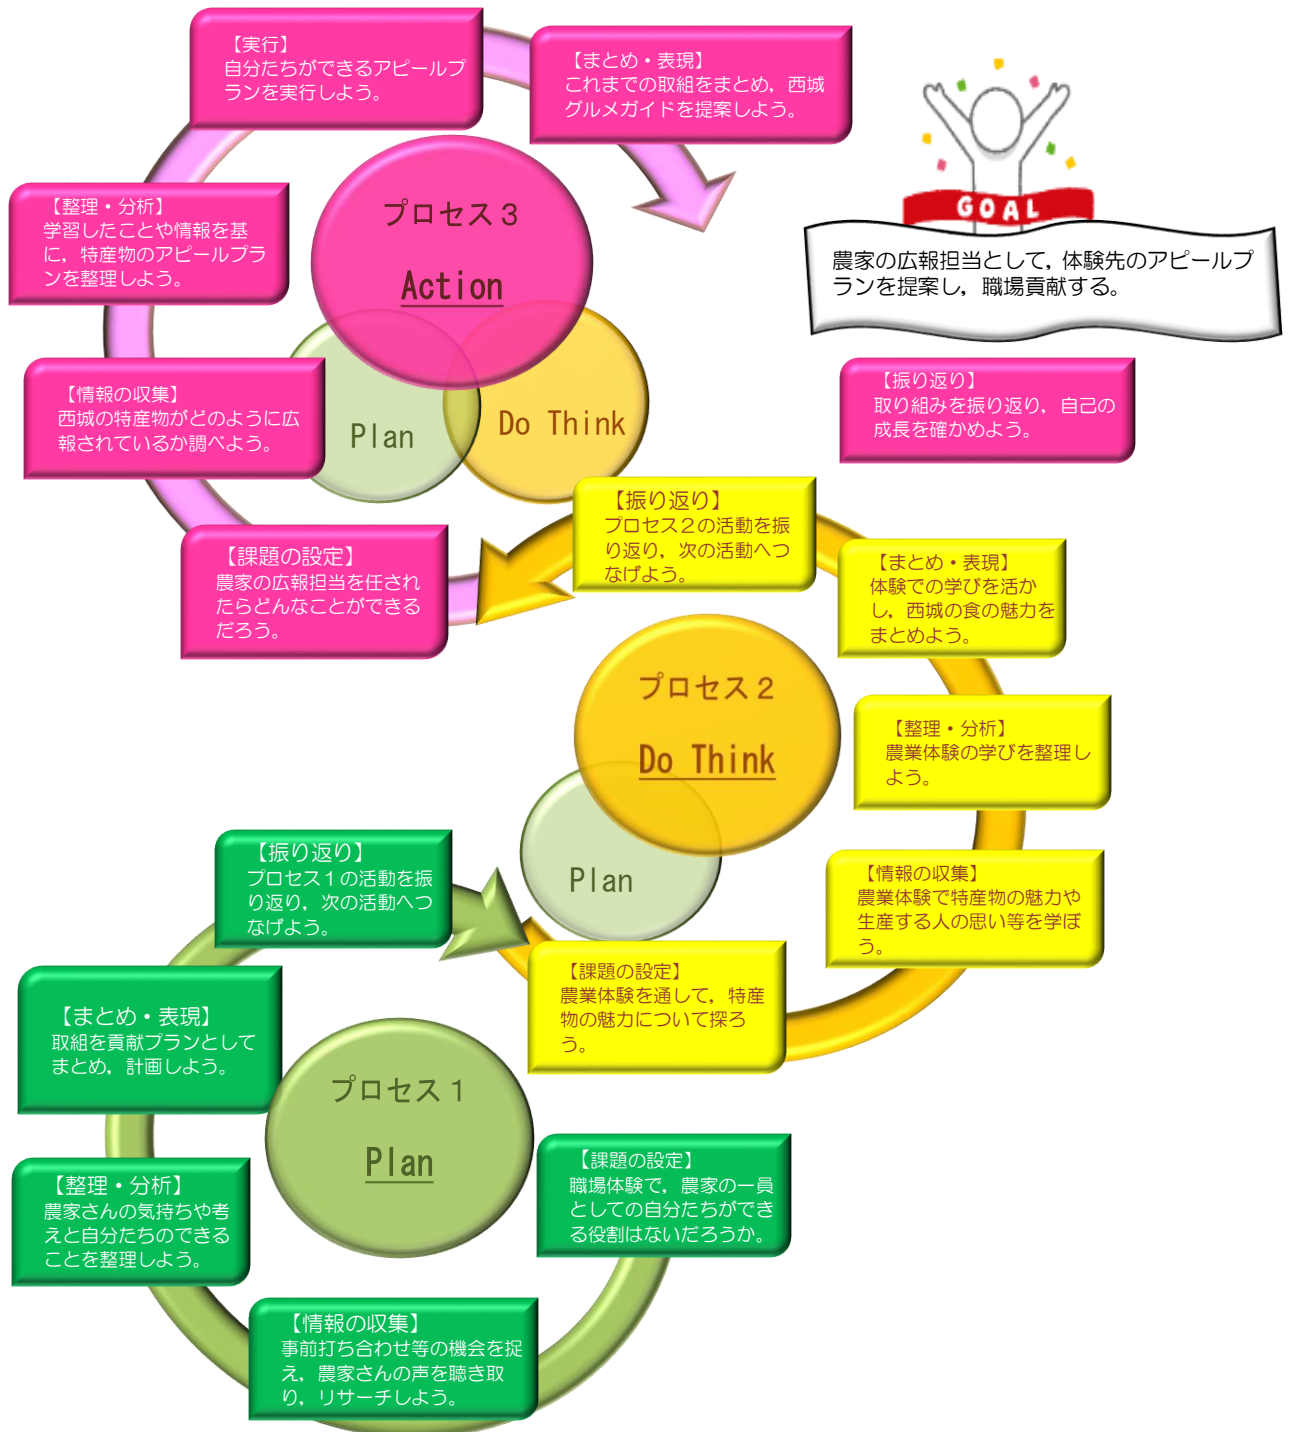 【実行】
自分たちができるアピールプ
ランを実行しよう。
【まとめ・表現】
これまでの取組をまとめ，西城
グルメガイドを提案しよう。
GOAL
農家の広報担当として，体験先のアピールプ
ランを提案し，職場貢献する。
【整理・分析】
学習したことや情報を基
に，特産物のアピールプラ
ンを整理しよう。
プロセス３
Action
Plan
Do Think
【情報の収集】
西城の特産物がどのように広
報されているか調べよう。
【振り返り】
取り組みを振り返り，自己の
成長を確かめよう。
【課題の設定】
農家の広報担当を任され
たらどんなことができる
だろう。
【振り返り】
プロセス２の活動を振
り返り，次の活動へつ
なげよう。
【まとめ・表現】
体験での学びを活か
し，西城の食の魅力を
まとめよう。
プロセス２
Do Think
Plan
【整理・分析】
農業体験の学びを整理し
よう。
【情報の収集】
農業体験で特産物の魅力や
生産する人の思い等を学ぼ
う。
【課題の設定】
農業体験を通して，特産
物の魅力について探ろ
う。
【振り返り】
プロセス１の活動を振
り返り，次の活動へつ
なげよう。
【まとめ・表現】
取組を貢献プランとして
まとめ，計画しよう。
プロセス１
Plan
【整理・分析】
農家さんの気持ちや考
えと自分たちのできる
ことを整理しよう。
【課題の設定】
職場体験で，農家の一員
としての自分たちができ
る役割はないだろうか。
【情報の収集】
事前打ち合わせ等の機会を捉
え，農家さんの声を聴き取
り，リサーチしよう。